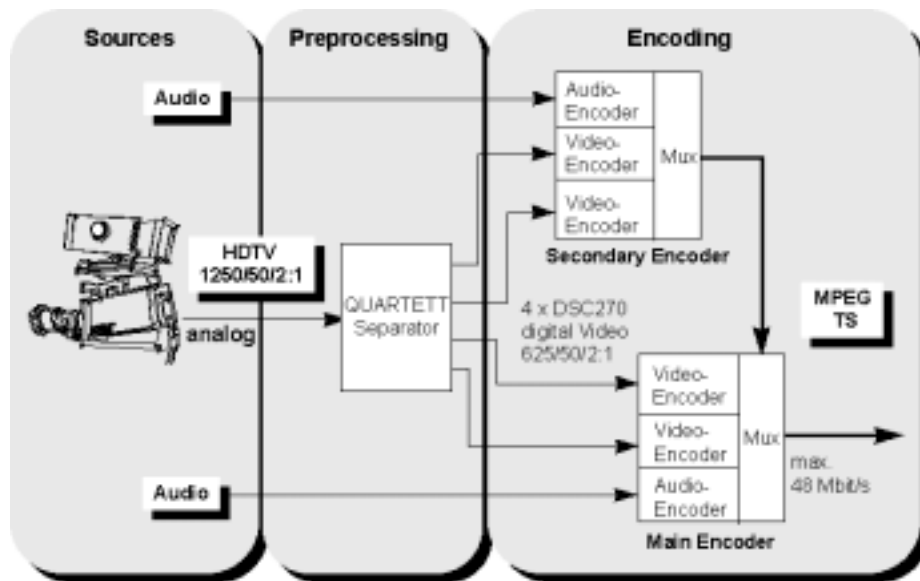 Sources
Preprocessing
Encoding
Audio
Audio-
Encoder
Video-
Encoder
Mux
Video-
Encoder
Secondary Encoder
HDTV
1250/50/2:1
analog
QUARTETT
Separator
4 x DSC270
digital Video
625/50/2:1
MPEG
TS
Video-
Encoder
Video-
Encoder
Mux
Audio-
Encoder
max.
48 Mbit/s
Audio
Main Encoder